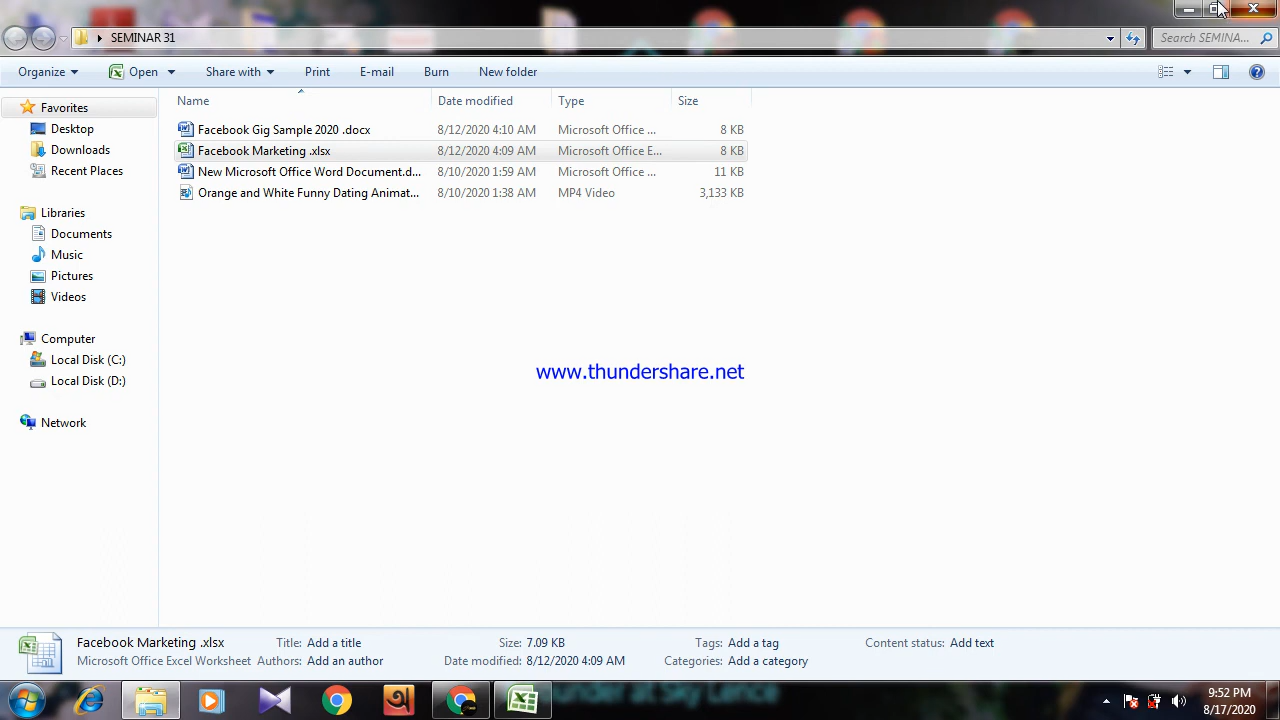 SEMINAR 31
Search SEMINA...
Organize
Open
Share with
Print
E-mail
Burn
New folder
Name
Date modified
Type
Size
Favorites
Desktop
Downloads
Recent Places
Libraries
Documents
Music
Pictures
Videos
Computer
Local Disk (C:)
Local Disk (D:)
Network
Facebook Gig Sample 2020 .docx 8/12/2020 4:10 AM Microsoft Office ... 8 KB
Facebook Marketing .xlsx 8/12/2020 4:09 AM Microsoft Office E... 8 KB
New Microsoft Office Word Document.d... 8/10/2020 1:59 AM Microsoft Office ... 11 KB
Orange and White Funny Dating Animat... 8/10/2020 1:38 AM MP4 Video 3,133 KB
www.thundershare.net
Facebook Marketing .xlsx Title: Add a title Size: 7.09 KB Tags: Add a tag Content status: Add text
Microsoft Office Excel Worksheet Authors: Add an author Date modified: 8/12/2020 4:09 AM Categories: Add a category
9:52 PM
8/17/2020